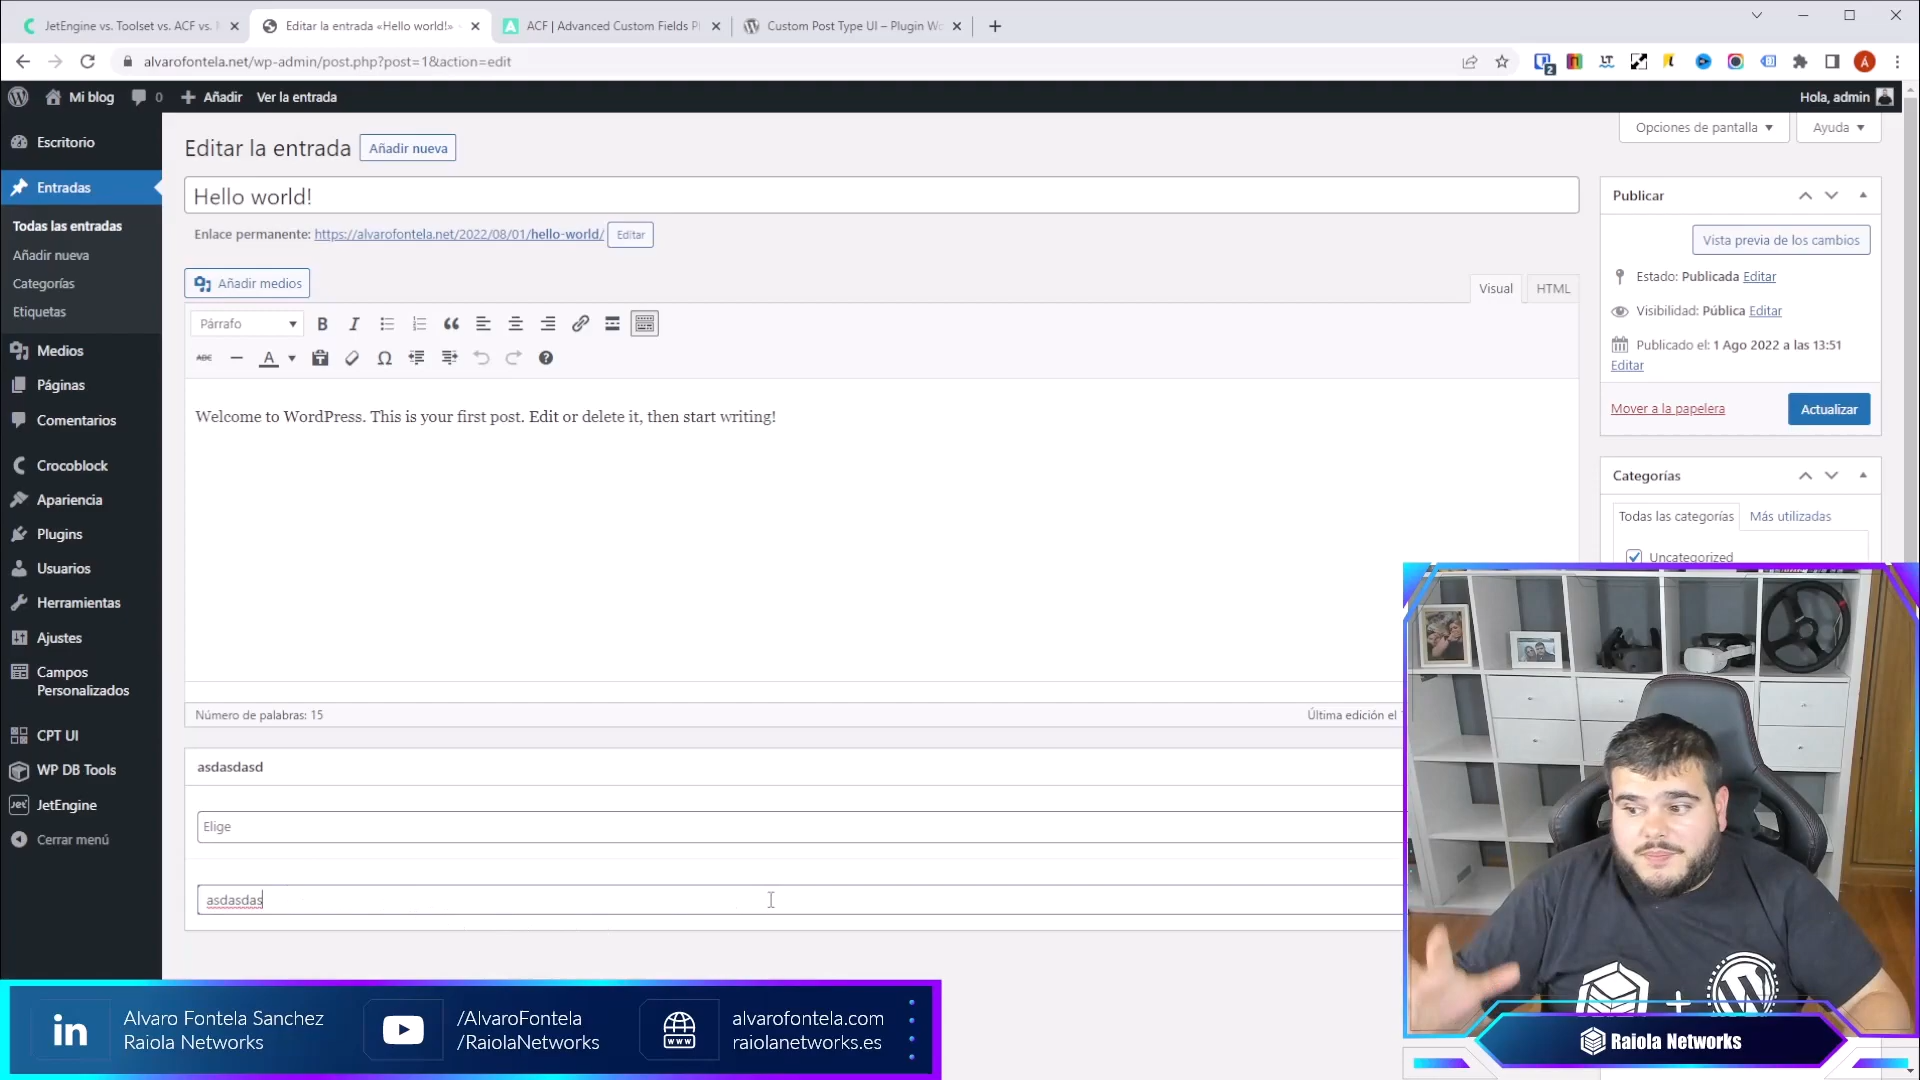 JetEngine vs. Toolset vs. ACF vs.
Editar la entrada «Hello world!»
ACF | Advanced Custom Fields Pl
Custom Post Type UI – Plugin Wo
alvarofontela.net/wp-admin/post.php?post=1&action=edit
2
A
Mi blog
0
Añadir
Ver la entrada
Hola, admin
Escritorio
Entradas
Todas las entradas
Añadir nueva
Categorías
Etiquetas
Medios
Páginas
Comentarios
Crocoblock
Apariencia
Plugins
Usuarios
Herramientas
Ajustes
Campos
Personalizados
CPT UI
WP DB Tools
JetEngine
Cerrar menú
Opciones de pantalla
Ayuda
Editar la entrada
Añadir nueva
Hello world!
Enlace permanente: https://alvarofontela.net/2022/08/01/hello-world/
Editar
Añadir medios
Visual
HTML
Párrafo
Welcome to WordPress. This is your first post. Edit or delete it, then start writing!
Número de palabras: 15
Última edición el
asdasdasd
Elige
asdasdas
Publicar
Vista previa de los cambios
Estado: Publicada Editar
Visibilidad: Pública Editar
Publicado el: 1 Ago 2022 a las 13:51
Editar
Mover a la papelera
Actualizar
Categorías
Todas las categorías
Más utilizadas
Uncategorized
Raiola Networks
in
Alvaro Fontela Sanchez
Raiola Networks
/AlvaroFontela
/RaiolaNetworks
www
alvarofontela.com
raiolanetworks.es